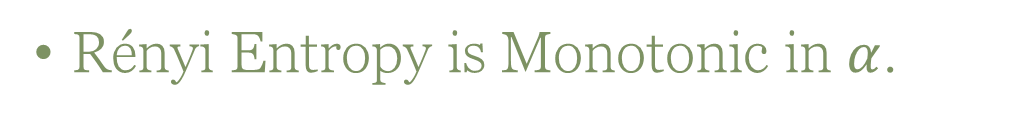 • Rényi Entropy is Monotonic in α.